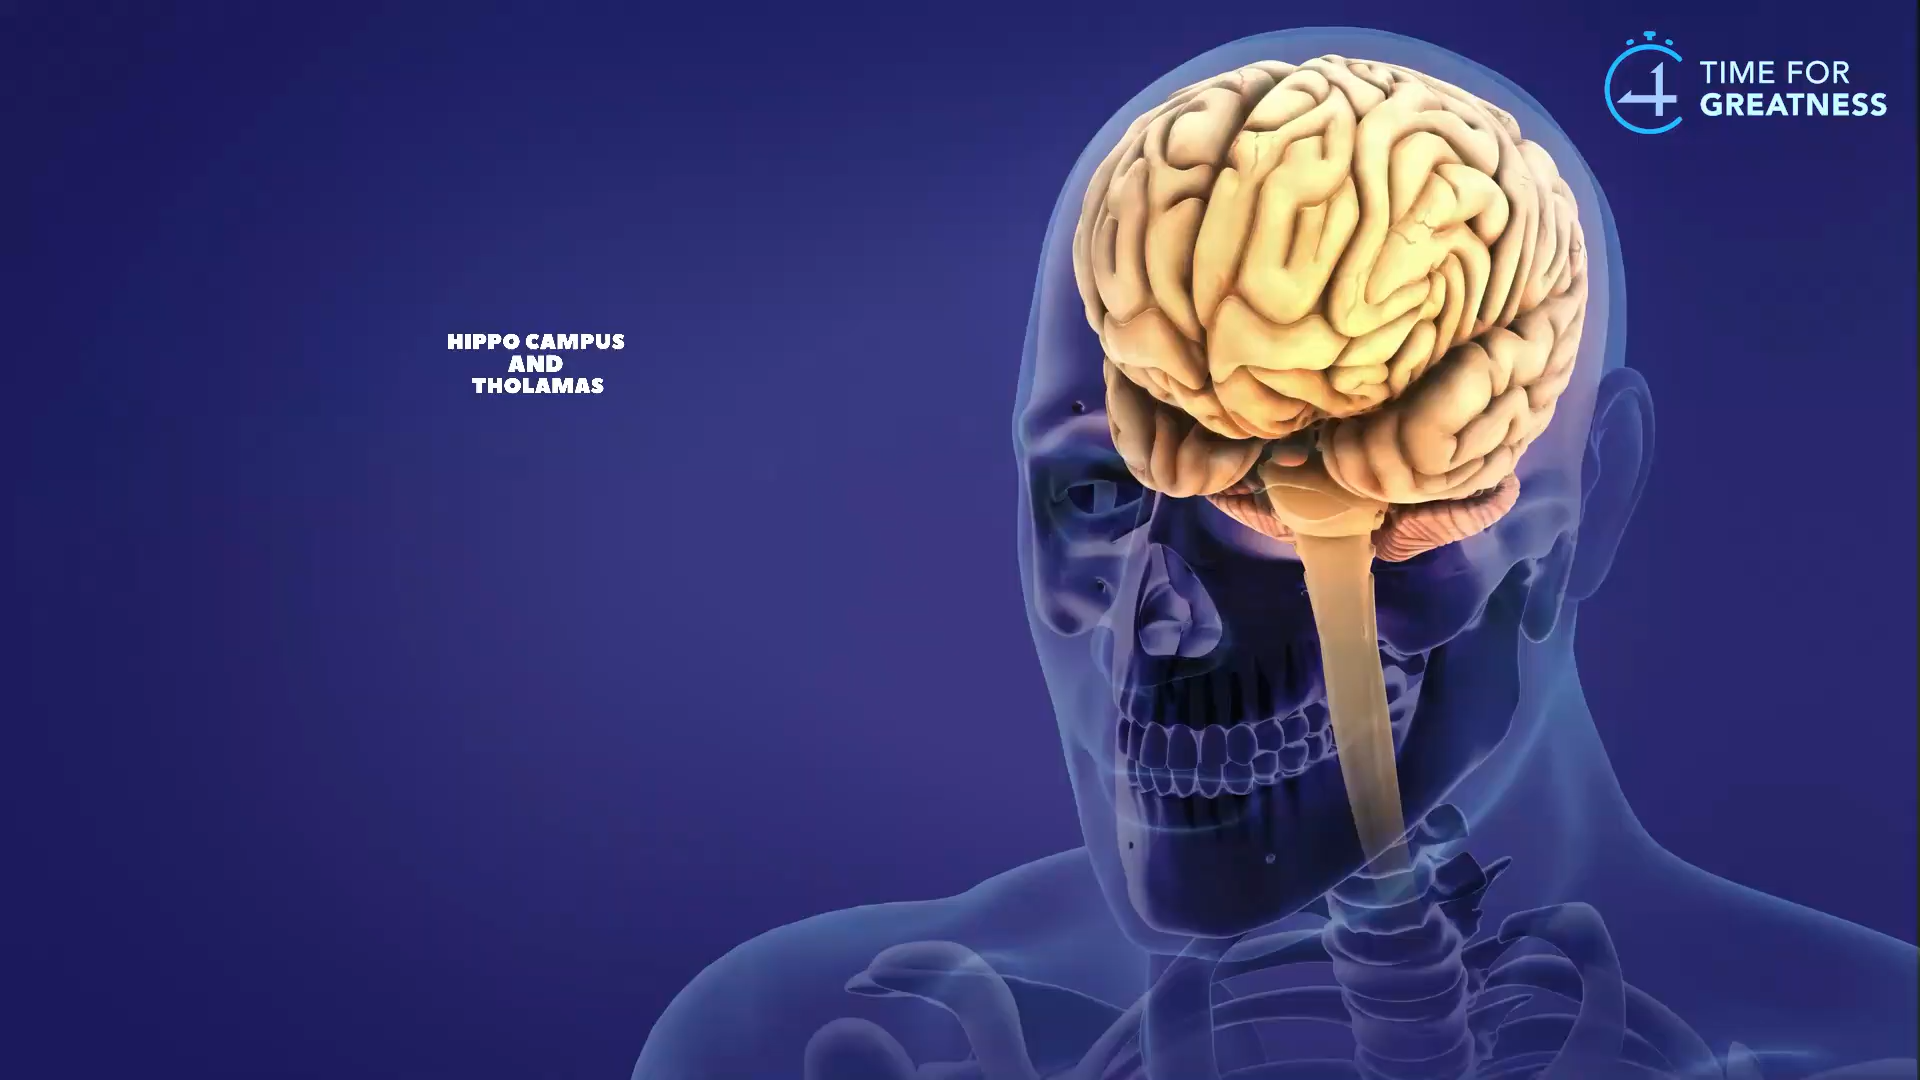 HIPPO CAMPUS
AND
THOLAMAS
TIME FOR
GREATNESS